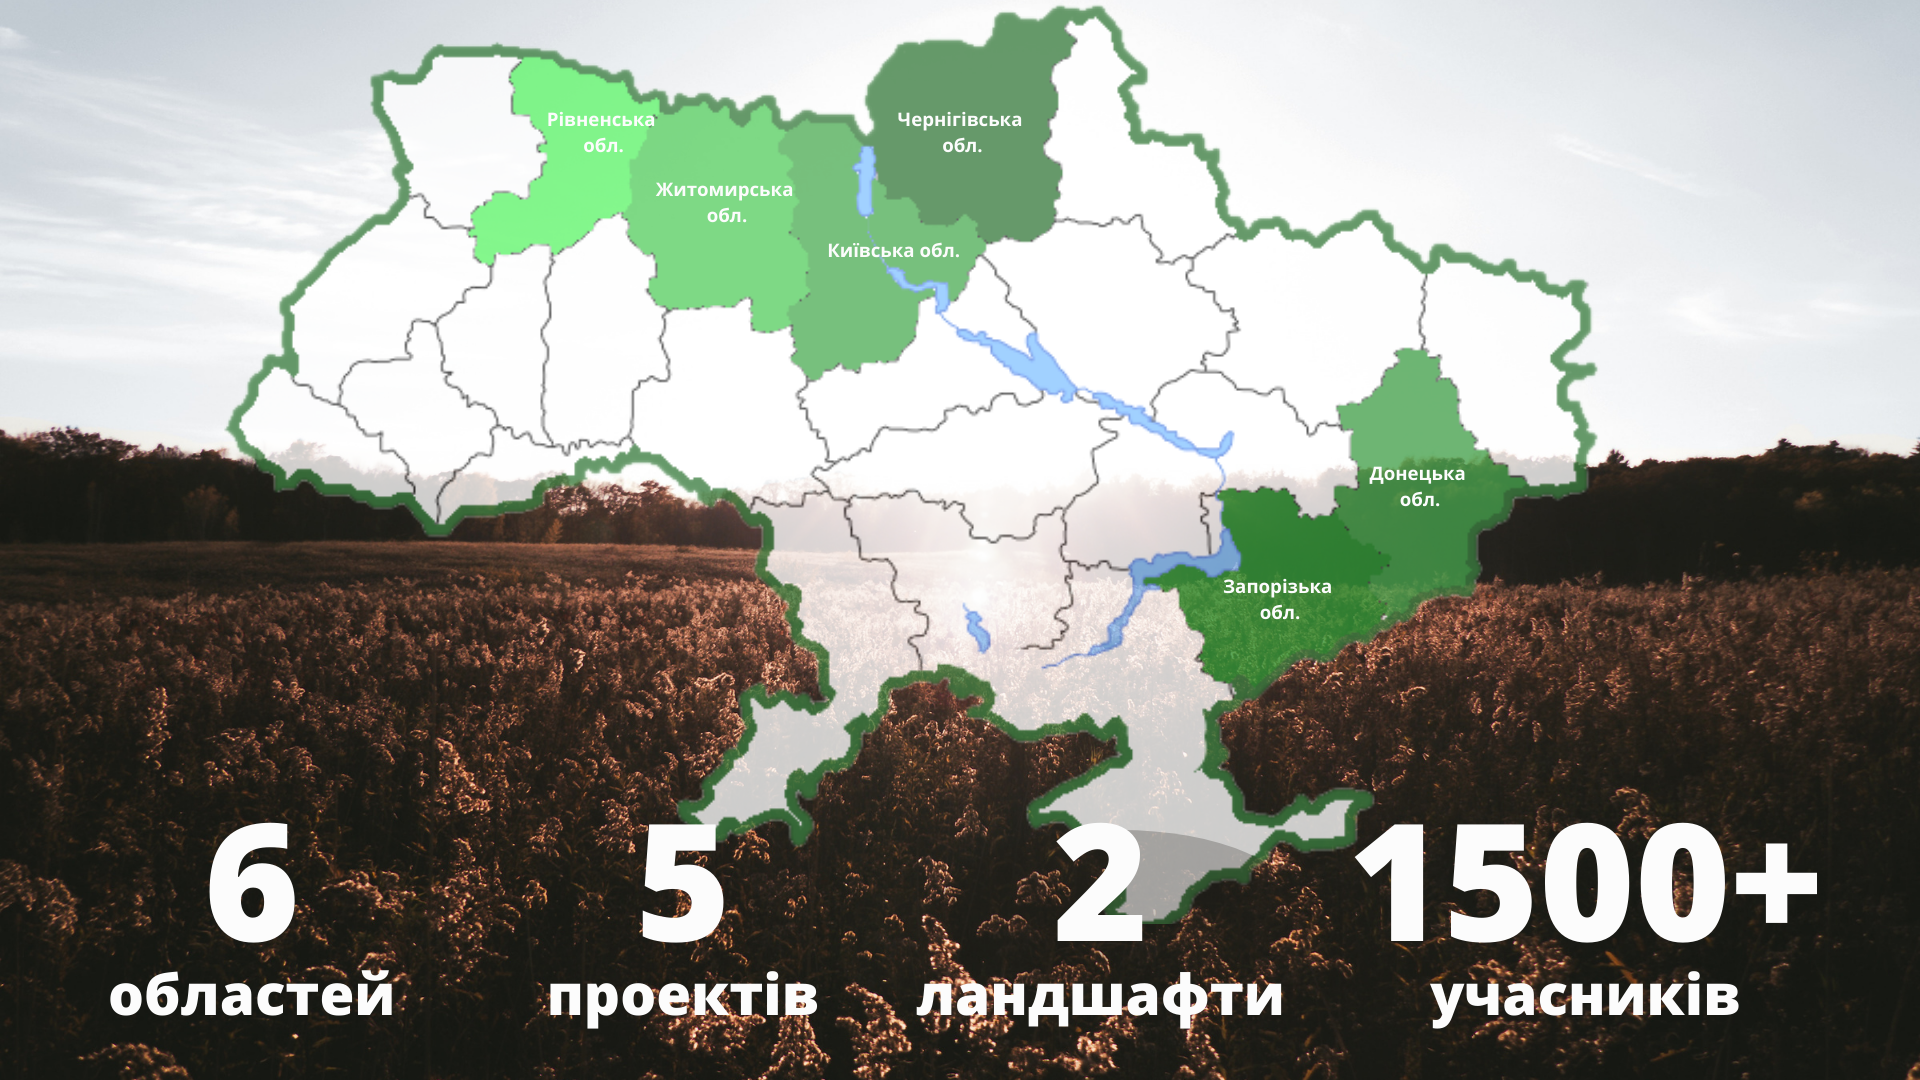 Рівненська
обл.
Чернігівська
обл.
Житомирська
обл.
Київська обл.
Донецька
обл.
Запорізька
обл.
6
областей
5
проектів
2
ландшафти
1500+
учасників